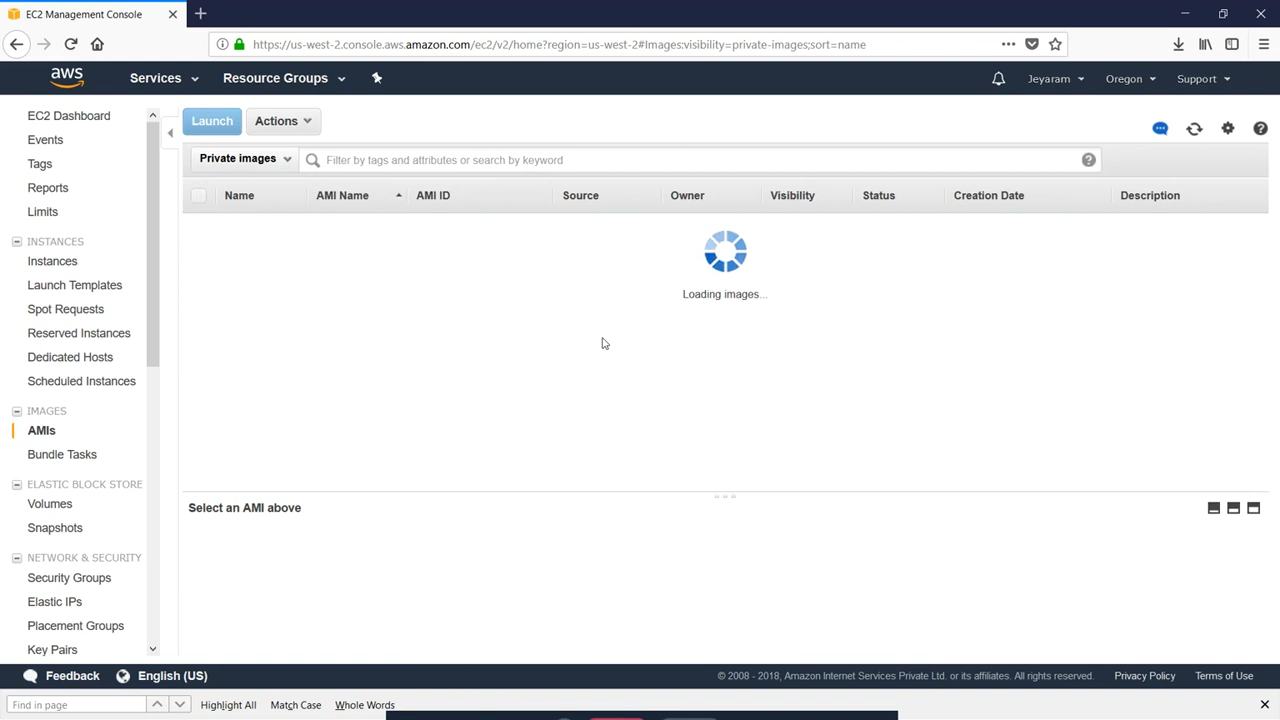 EC2 Management Console
https://us-west-2.console.aws.amazon.com/ec2/v2/home?region=us-west-2#Images:visibility=private-images;sort=name
aws Services Resource Groups Jeyaram Oregon Support
EC2 Dashboard
Events
Tags
Reports
Limits
INSTANCES
Instances
Launch Templates
Spot Requests
Reserved Instances
Dedicated Hosts
Scheduled Instances
IMAGES
AMIs
Bundle Tasks
ELASTIC BLOCK STORE
Volumes
Snapshots
NETWORK & SECURITY
Security Groups
Elastic IPs
Placement Groups
Key Pairs
Launch Actions
Private images Filter by tags and attributes or search by keyword
Name AMI Name AMI ID Source Owner Visibility Status Creation Date Description
Loading images...
Select an AMI above
Feedback English (US) © 2008 - 2018, Amazon Internet Services Private Ltd. or its affiliates. All rights reserved. Privacy Policy Terms of Use
Find in page Highlight All Match Case Whole Words